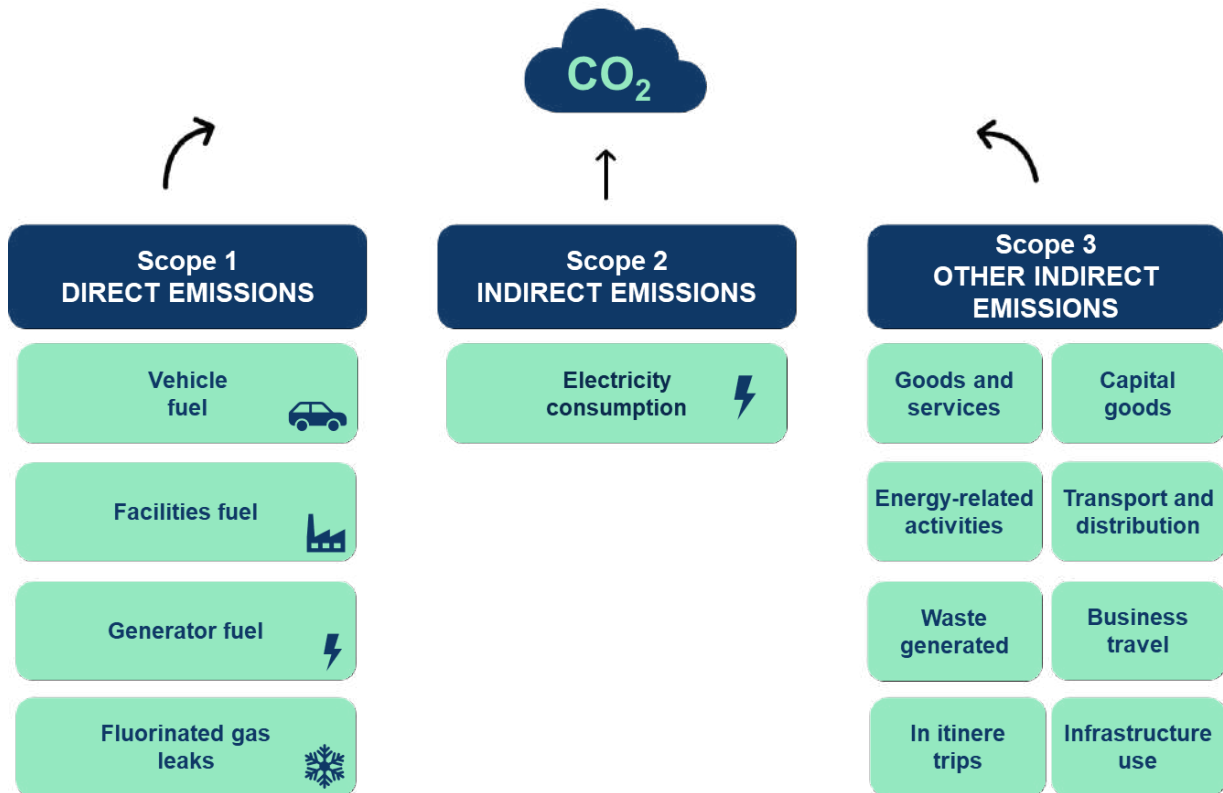 CO₂
Scope 1
DIRECT EMISSIONS
Vehicle
fuel
Facilities fuel
Generator fuel
Fluorinated gas
leaks
Scope 2
INDIRECT EMISSIONS
Electricity
consumption
Scope 3
OTHER INDIRECT
EMISSIONS
Goods and
services
Capital
goods
Energy-related
activities
Transport and
distribution
Waste
generated
Business
travel
In itinere
trips
Infrastructure
use